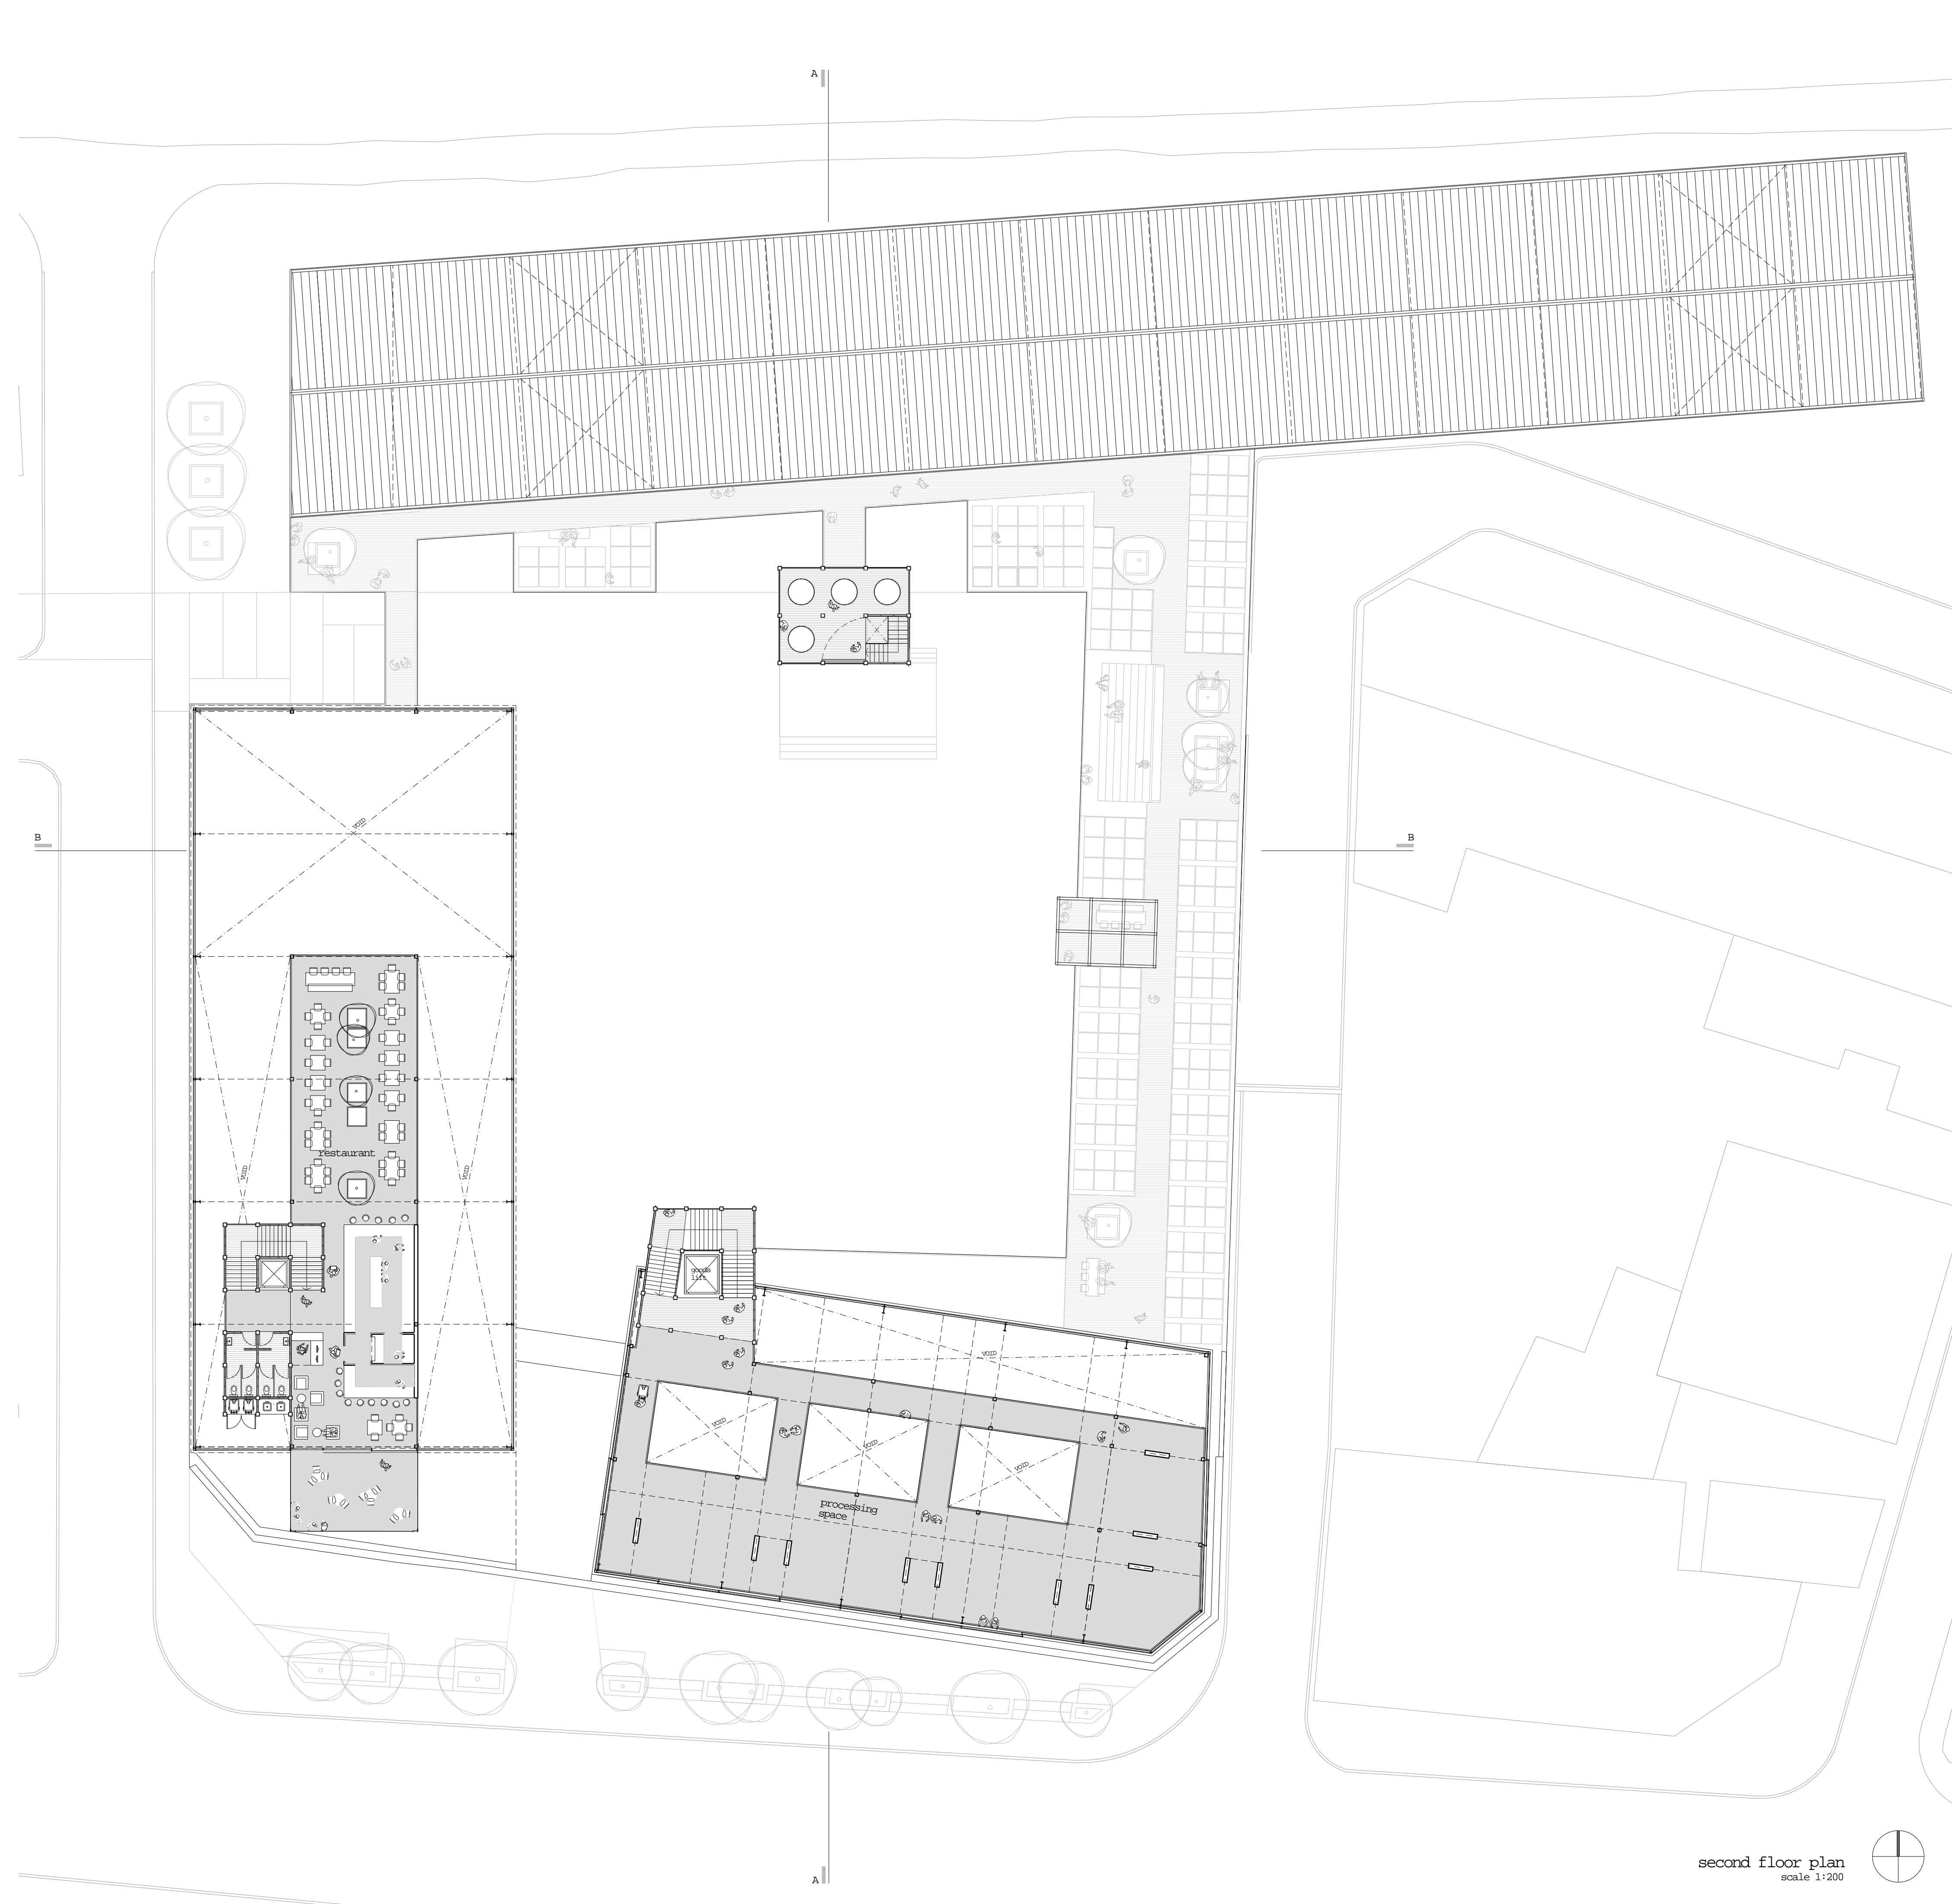 A
B
B
VOID
restaurant
VOID
VOID
goods
lift
VOID
VOID
VOID
VOID
processing
space
second floor plan
scale 1:200
A